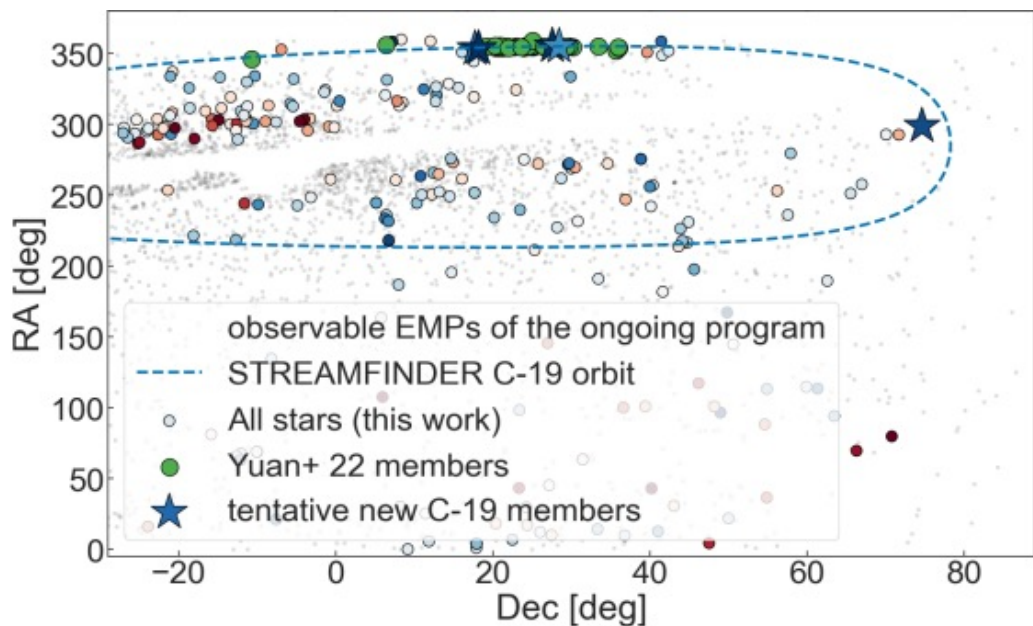 350
300
250
200
150
100
50
0
RA [deg]
observable EMPs of the ongoing program
STREAMFINDER C-19 orbit
All stars (this work)
Yuan+ 22 members
tentative new C-19 members
−20 0 20 40 60 80
Dec [deg]